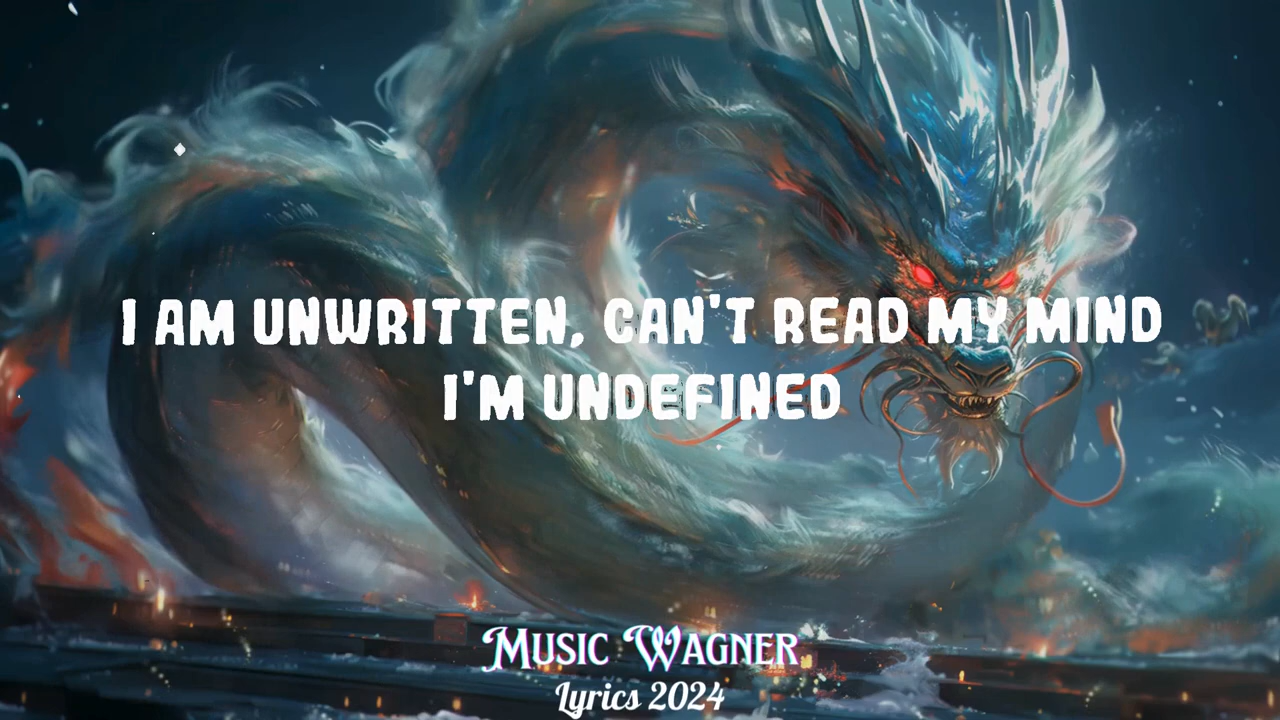 I AM UNWRITTEN, CAN'T READ MY MIND
I'M UNDEFINED
MUSIC WAGNER
Lyrics 2024